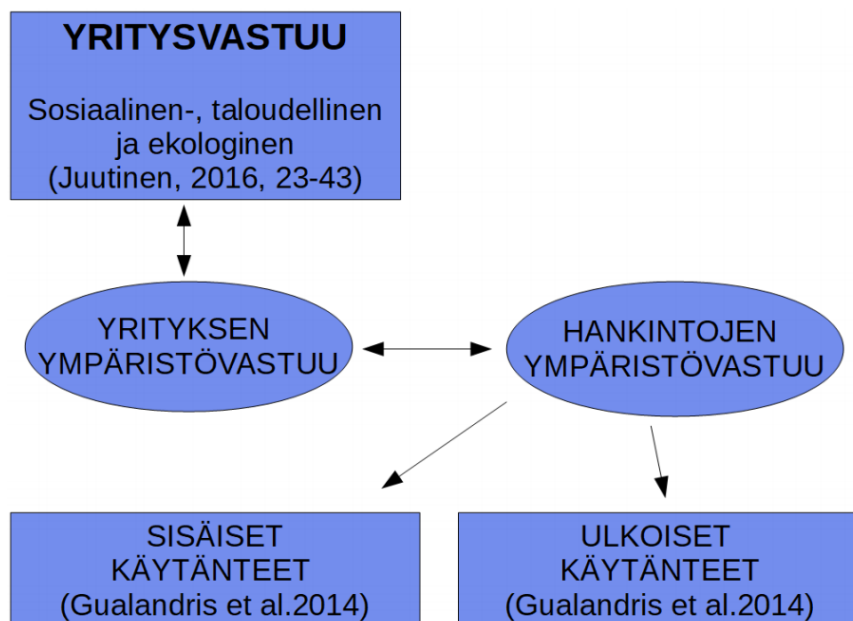 YRITYSVASTUU
Sosiaalinen-, taloudellinen
ja ekologinen
(Juutinen, 2016, 23-43)
YRITYKSEN
YMPÄRISTÖVASTUU
HANKINTOJEN
YMPÄRISTÖVASTUU
SISÄISET
KÄYTÄNTEET
(Gualandris et al.2014)
ULKOISET
KÄYTÄNTEET
(Gualandris et al.2014)